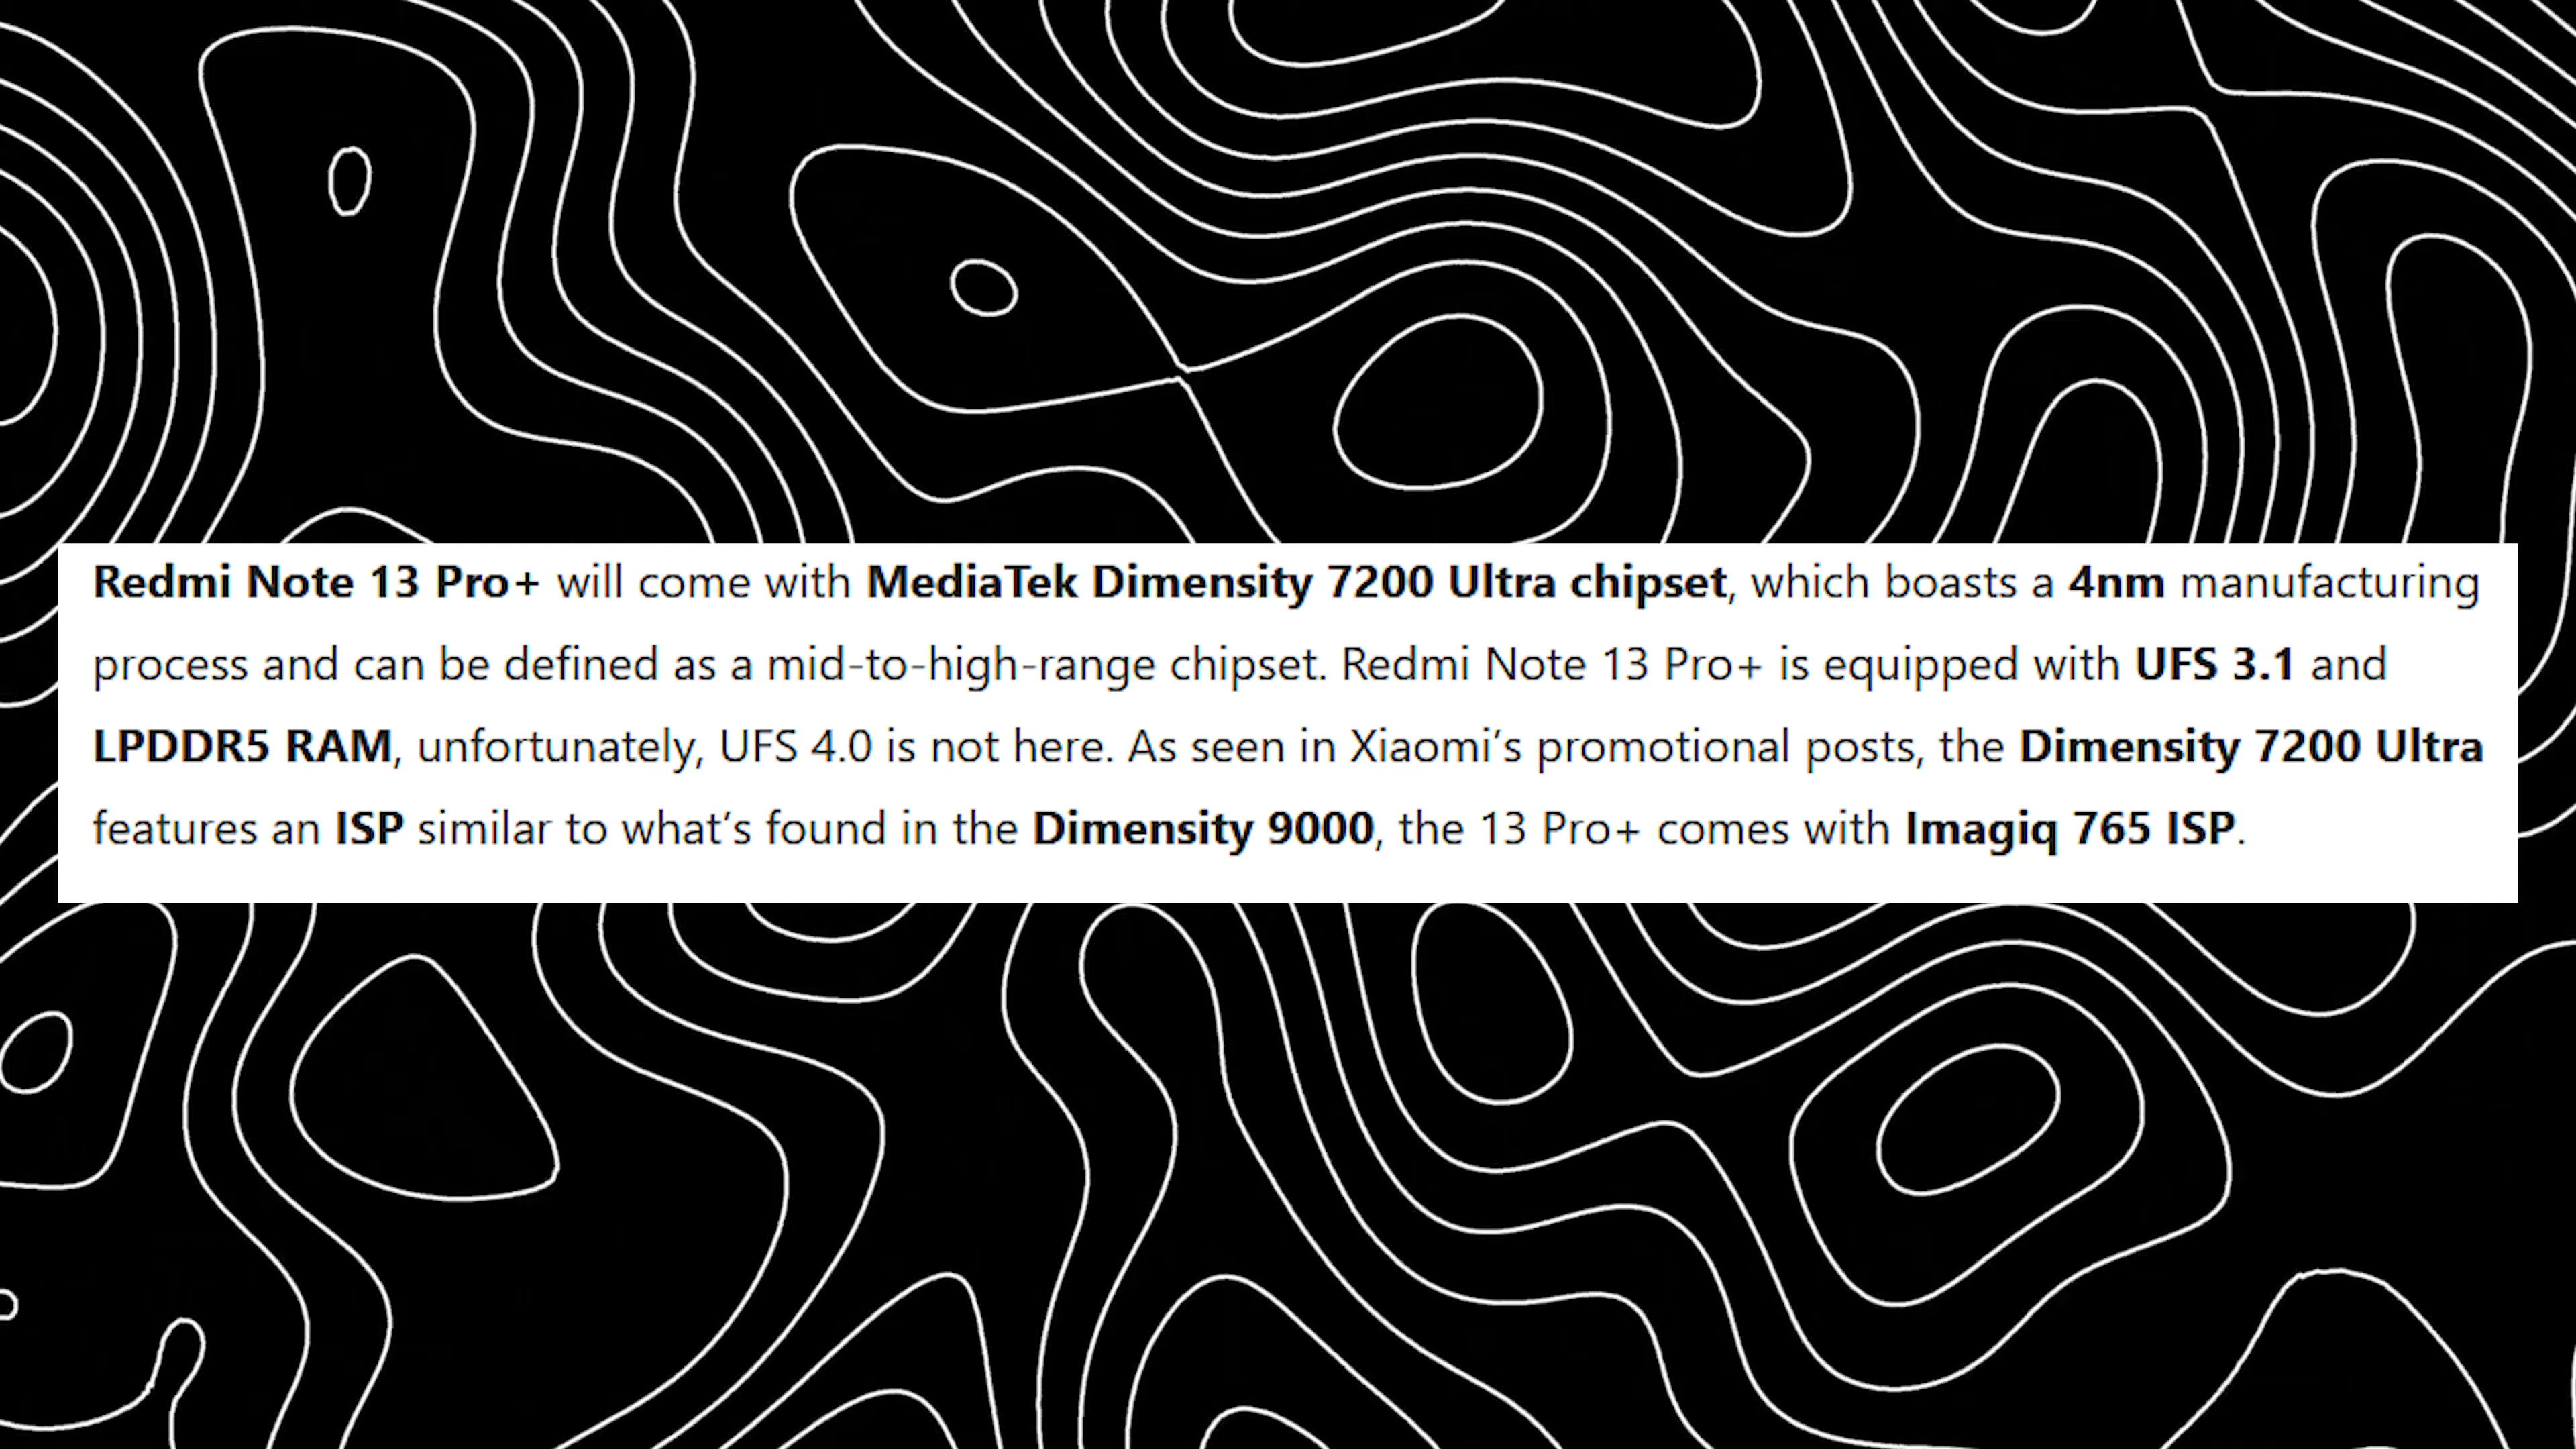 Redmi Note 13 Pro+ will come with MediaTek Dimensity 7200 Ultra chipset, which boasts a 4nm manufacturing
process and can be defined as a mid-to-high-range chipset. Redmi Note 13 Pro+ is equipped with UFS 3.1 and
LPDDR5 RAM, unfortunately, UFS 4.0 is not here. As seen in Xiaomi’s promotional posts, the Dimensity 7200 Ultra
features an ISP similar to what’s found in the Dimensity 9000, the 13 Pro+ comes with Imagiq 765 ISP.